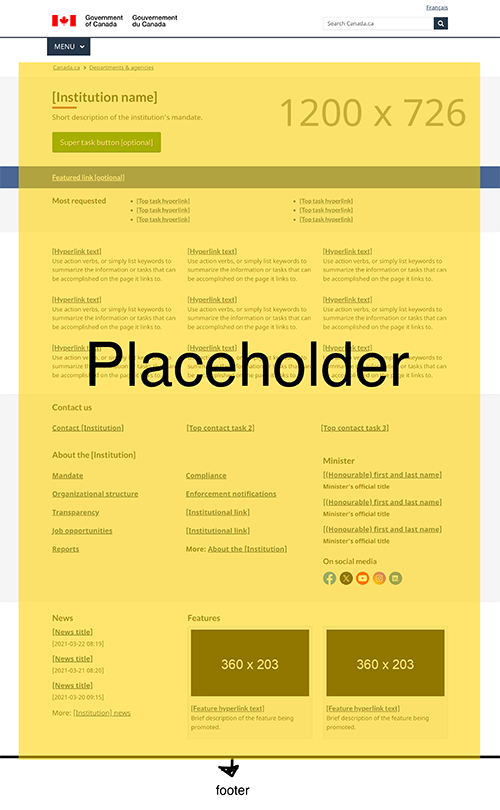 Français
Government of Canada
Gouvernement du Canada
Search Canada.ca
MENU
Canada.ca > Departments & agencies
[Institution name]
Short description of the institution's mandate.
1200 x 726
Super task button [optional]
Featured link [optional]
Most requested
[Top task hyperlink]
[Top task hyperlink]
[Top task hyperlink]
[Top task hyperlink]
[Top task hyperlink]
[Top task hyperlink]
[Hyperlink text]
Use action verbs, or simply list keywords to
summarize the information or tasks that can
be accomplished on the page it links to.
[Hyperlink text]
Use action verbs, or simply list keywords to
summarize the information or tasks that can
be accomplished on the page it links to.
[Hyperlink text]
Use action verbs, or simply list keywords to
summarize the information or tasks that can
be accomplished on the page it links to.
[Hyperlink text]
Use action verbs, or simply list keywords to
summarize the information or tasks that can
be accomplished on the page it links to.
[Hyperlink text]
Use action verbs, or simply list keywords to
summarize the information or tasks that can
be accomplished on the page it links to.
[Hyperlink text]
Use action verbs, or simply list keywords to
summarize the information or tasks that can
be accomplished on the page it links to.
[Hyperlink text]
Use action verbs, or simply list keywords to
be accomplished on the page it links to.
[Hyperlink text]
Use action verbs, or simply list keywords to
summarize the information or tasks that can
be accomplished on the page it links to.
[Hyperlink text]
Use action verbs, or simply list keywords to
summarize the information or tasks that can
be accomplished on the page it links to.
Placeholder
Contact us
Contact [Institution]
[Top contact task 2]
[Top contact task 3]
About the [Institution]
Mandate
Organizational structure
Transparency
Job opportunities
Reports
Compliance
Enforcement notifications
[Institutional link]
[Institutional link]
More: About the [Institution]
Minister
[(Honourable) first and last name]
Minister's official title
[(Honourable) first and last name]
Minister's official title
[(Honourable) first and last name]
Minister's official title
On social media
News
[News title]
[2021-03-22 08:19]
[News title]
[2021-03-21 08:20]
[News title]
[2021-03-20 09:15]
More: [Institution] news
Features
360 x 203
[Feature hyperlink text]
Brief description of the feature being
promoted.
360 x 203
[Feature hyperlink text]
Brief description of the feature being
promoted.
footer